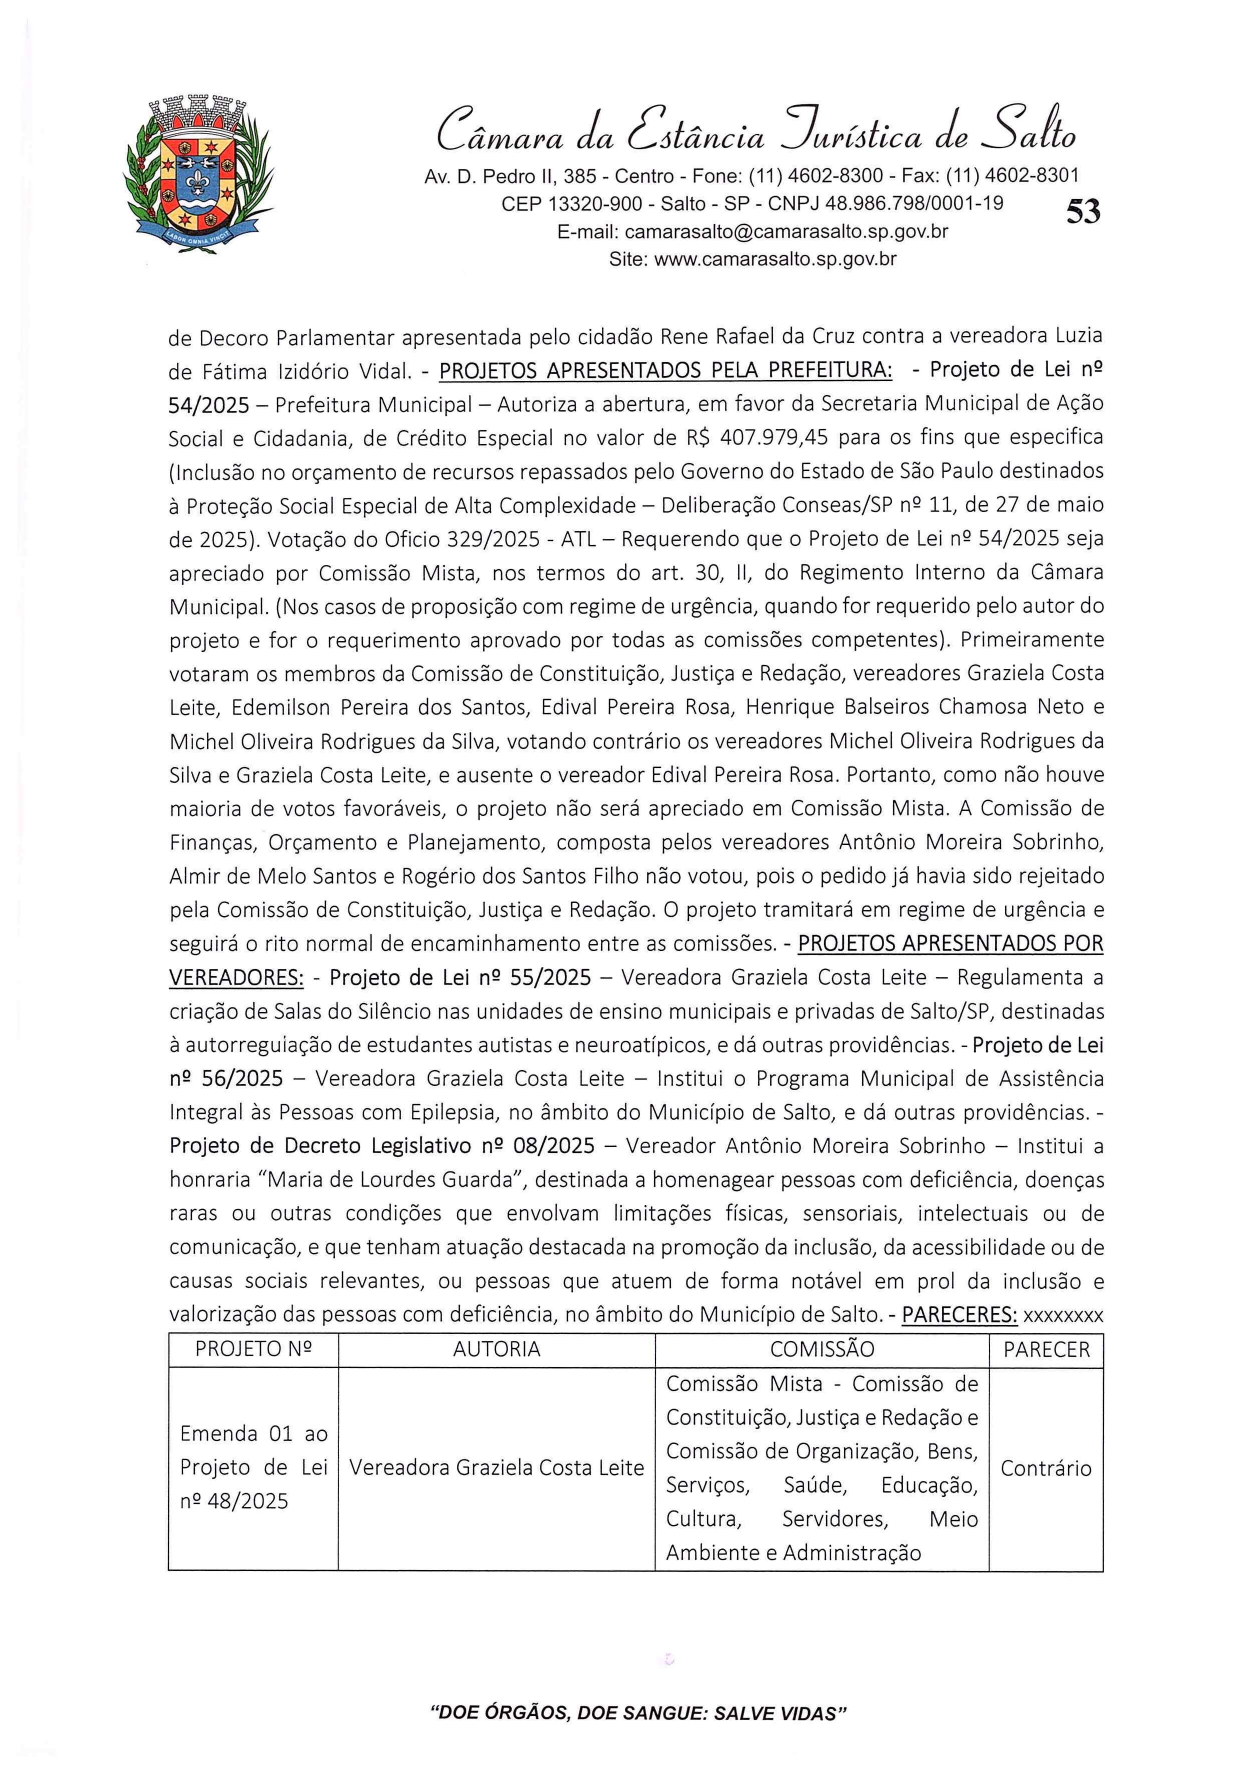 Câmara da Estância Turística de Salto
Av. D. Pedro II, 385 - Centro - Fone: (11) 4602-8300 - Fax: (11) 4602-8301
CEP 13320-900 - Salto - SP - CNPJ 48.986.798/0001-19
53
E-mail: camarasalto@camarasalto.sp.gov.br
Site: www.camarasalto.sp.gov.br
LABOR OMNIA VINCIT
de Decoro Parlamentar apresentada pelo cidadão Rene Rafael da Cruz contra a vereadora Luzia
de Fátima Izidório Vidal. - PROJETOS APRESENTADOS PELA PREFEITURA: - Projeto de Lei nº
54/2025 – Prefeitura Municipal – Autoriza a abertura, em favor da Secretaria Municipal de Ação
Social e Cidadania, de Crédito Especial no valor de R$ 407.979,45 para os fins que especifica
(Inclusão no orçamento de recursos repassados pelo Governo do Estado de São Paulo destinados
à Proteção Social Especial de Alta Complexidade – Deliberação Conseas/SP nº 11, de 27 de maio
de 2025). Votação do Oficio 329/2025 - ATL – Requerendo que o Projeto de Lei nº 54/2025 seja
apreciado por Comissão Mista, nos termos do art. 30, II, do Regimento Interno da Câmara
Municipal. (Nos casos de proposição com regime de urgência, quando for requerido pelo autor do
projeto e for o requerimento aprovado por todas as comissões competentes). Primeiramente
votaram os membros da Comissão de Constituição, Justiça e Redação, vereadores Graziela Costa
Leite, Edemilson Pereira dos Santos, Edival Pereira Rosa, Henrique Balseiros Chamosa Neto e
Michel Oliveira Rodrigues da Silva, votando contrário os vereadores Michel Oliveira Rodrigues da
Silva e Graziela Costa Leite, e ausente o vereador Edival Pereira Rosa. Portanto, como não houve
maioria de votos favoráveis, o projeto não será apreciado em Comissão Mista. A Comissão de
Finanças, Orçamento e Planejamento, composta pelos vereadores Antônio Moreira Sobrinho,
Almir de Melo Santos e Rogério dos Santos Filho não votou, pois o pedido já havia sido rejeitado
pela Comissão de Constituição, Justiça e Redação. O projeto tramitará em regime de urgência e
seguirá o rito normal de encaminhamento entre as comissões. - PROJETOS APRESENTADOS POR
VEREADORES: - Projeto de Lei nº 55/2025 – Vereadora Graziela Costa Leite – Regulamenta a
criação de Salas do Silêncio nas unidades de ensino municipais e privadas de Salto/SP, destinadas
à autorregulação de estudantes autistas e neuroatípicos, e dá outras providências. - Projeto de Lei
nº 56/2025 – Vereadora Graziela Costa Leite – Institui o Programa Municipal de Assistência
Integral às Pessoas com Epilepsia, no âmbito do Município de Salto, e dá outras providências. -
Projeto de Decreto Legislativo nº 08/2025 – Vereador Antônio Moreira Sobrinho – Institui a
honraria “Maria de Lourdes Guarda”, destinada a homenagear pessoas com deficiência, doenças
raras ou outras condições que envolvam limitações físicas, sensoriais, intelectuais ou de
comunicação, e que tenham atuação destacada na promoção da inclusão, da acessibilidade ou de
causas sociais relevantes, ou pessoas que atuem de forma notável em prol da inclusão e
valorização das pessoas com deficiência, no âmbito do Município de Salto. - PARECERES: xxxxxxxx
PROJETO Nº AUTORIA COMISSÃO PARECER
Emenda 01 ao
Projeto de Lei
nº 48/2025
Vereadora Graziela Costa Leite
Comissão Mista - Comissão de
Constituição, Justiça e Redação e
Comissão de Organização, Bens,
Serviços, Saúde, Educação,
Cultura, Servidores, Meio
Ambiente e Administração
Contrário
“DOE ÓRGÃOS, DOE SANGUE: SALVE VIDAS”